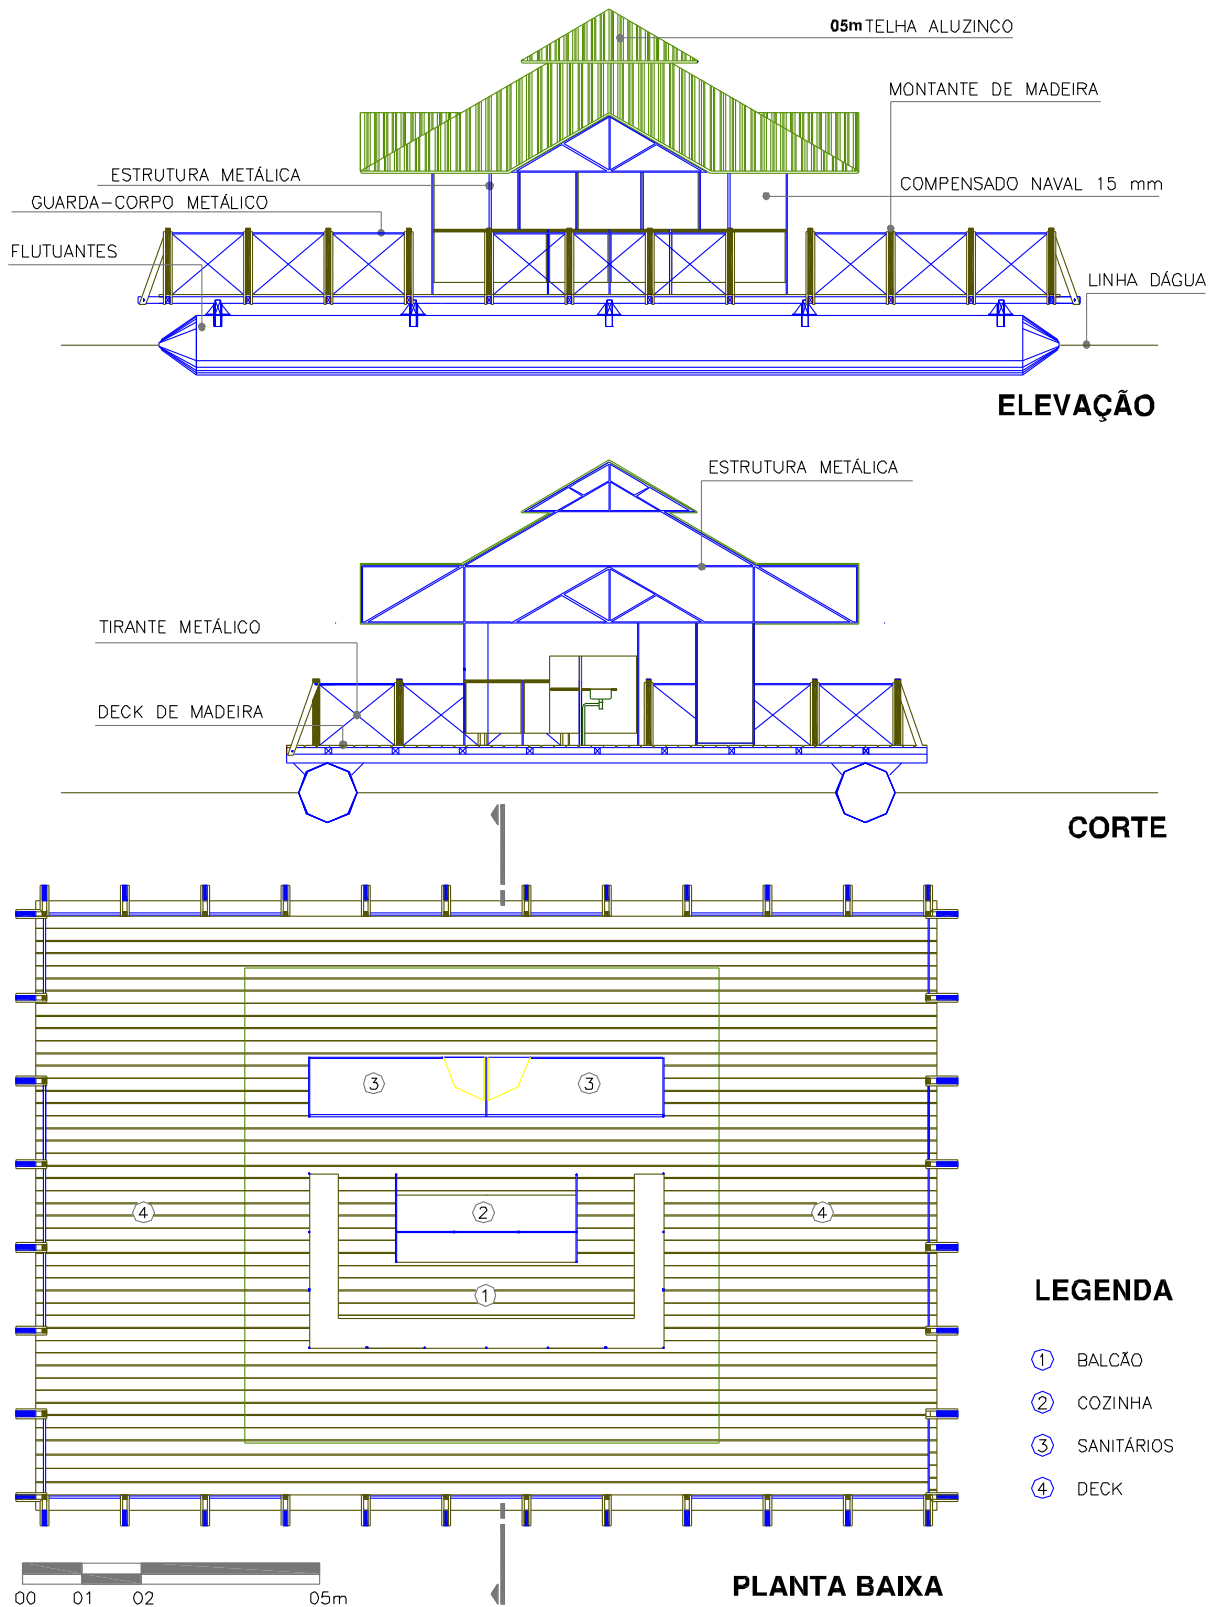 05m TELHA ALUZINCO
MONTANTE DE MADEIRA
ESTRUTURA METÁLICA
COMPENSADO NAVAL 15 mm
GUARDA-CORPO METÁLICO
FLUTUANTES
LINHA DÁGUA
ELEVAÇÃO
ESTRUTURA METÁLICA
TIRANTE METÁLICO
DECK DE MADEIRA
CORTE
3 3
4 2 4
1
LEGENDA
1 BALCÃO
2 COZINHA
3 SANITÁRIOS
4 DECK
00 01 02 05m
PLANTA BAIXA